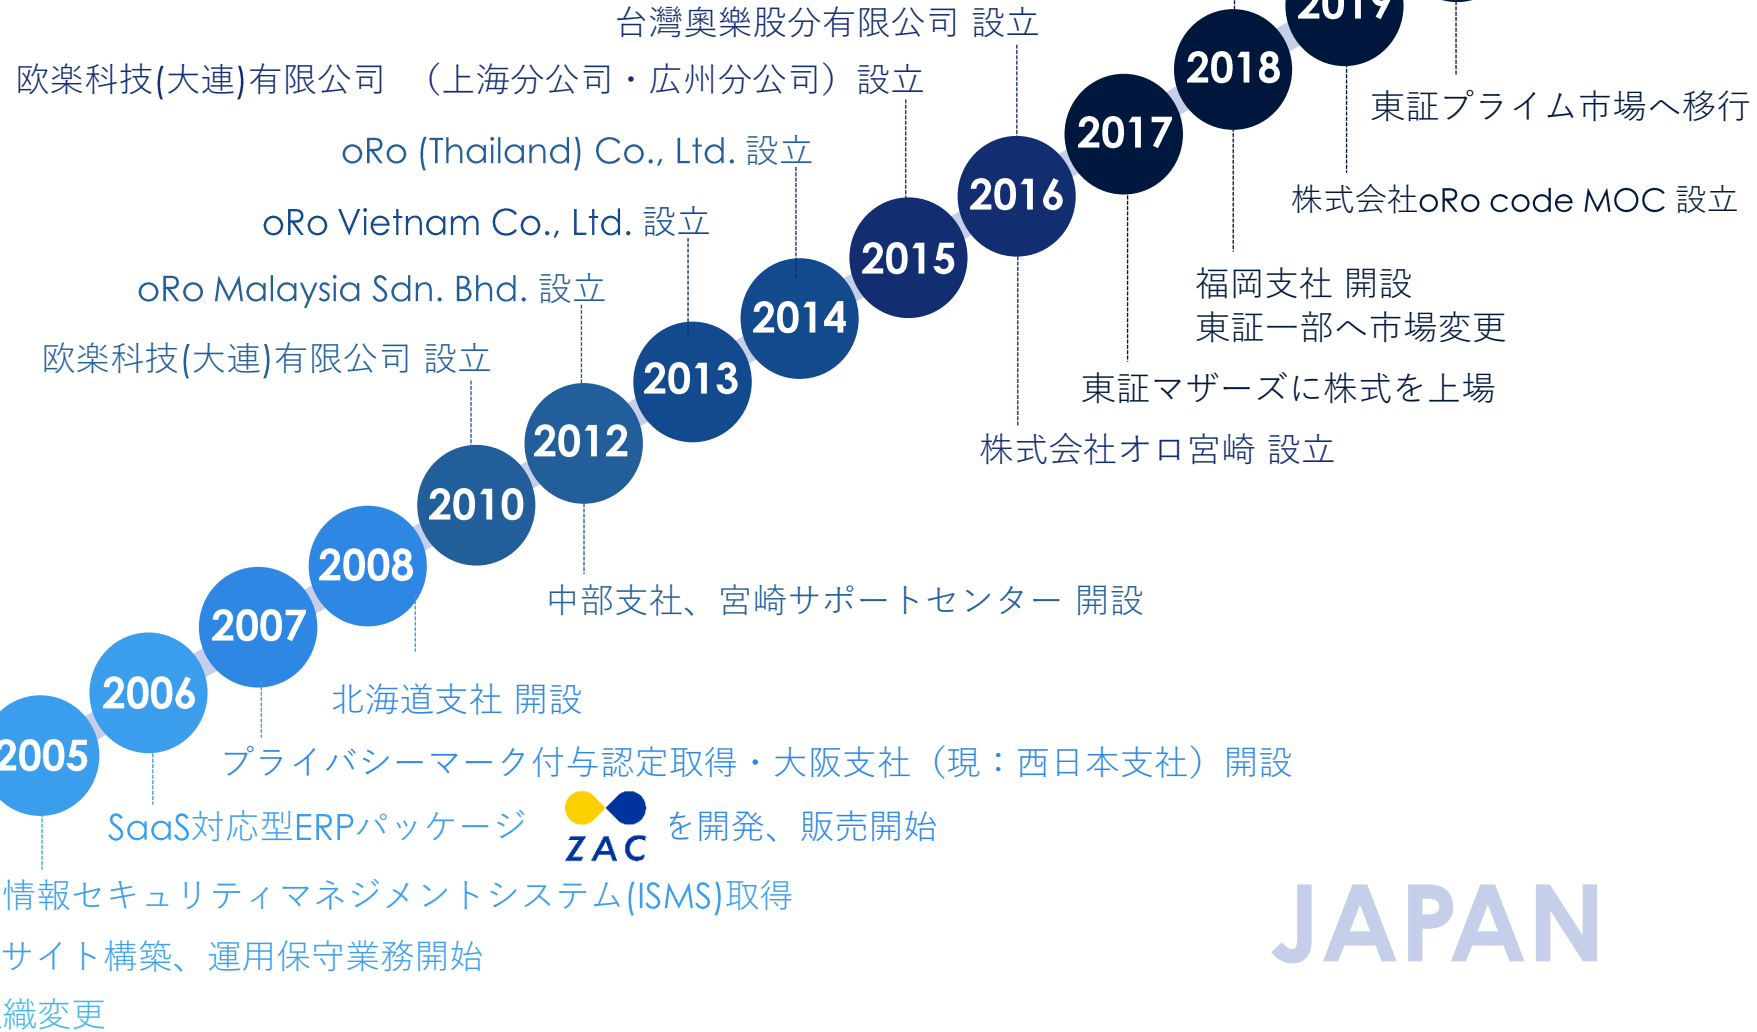 台灣奧樂股分有限公司 設立
2019
欧楽科技(大連)有限公司 （上海分公司・広州分公司）設立
2018
東証プライム市場へ移行
2017
oRo (Thailand) Co., Ltd. 設立
2016
株式会社oRo code MOC 設立
oRo Vietnam Co., Ltd. 設立
2015
oRo Malaysia Sdn. Bhd. 設立
福岡支社 開設
2014
東証一部へ市場変更
欧楽科技(大連)有限公司 設立
2013
東証マザーズに株式を上場
2012
株式会社オロ宮崎 設立
2010
2008
中部支社、宮崎サポートセンター 開設
2007
2006
北海道支社 開設
2005
プライバシーマーク付与認定取得・大阪支社（現：西日本支社）開設
SaaS対応型ERPパッケージ ZAC を開発、販売開始
情報セキュリティマネジメントシステム(ISMS)取得
サイト構築、運用保守業務開始
JAPAN
織変更